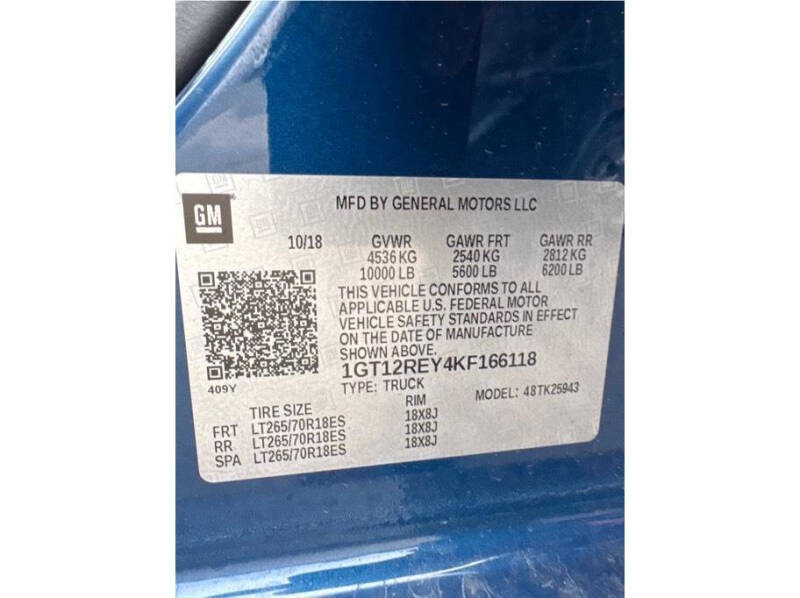 GM
MFD BY GENERAL MOTORS LLC
10/18 GVWR GAWR FRT GAWR RR
4536 KG 2540 KG 2812 KG
10000 LB 5600 LB 6200 LB
THIS VEHICLE CONFORMS TO ALL
APPLICABLE U.S. FEDERAL MOTOR
VEHICLE SAFETY STANDARDS IN EFFECT
ON THE DATE OF MANUFACTURE
SHOWN ABOVE
1GT12REY4KF166118
409Y
TYPE: TRUCK MODEL: 48TK25943
TIRE SIZE RIM
FRT LT265/70R18ES 18X8J
RR LT265/70R18ES 18X8J
SPA LT265/70R18ES 18X8J